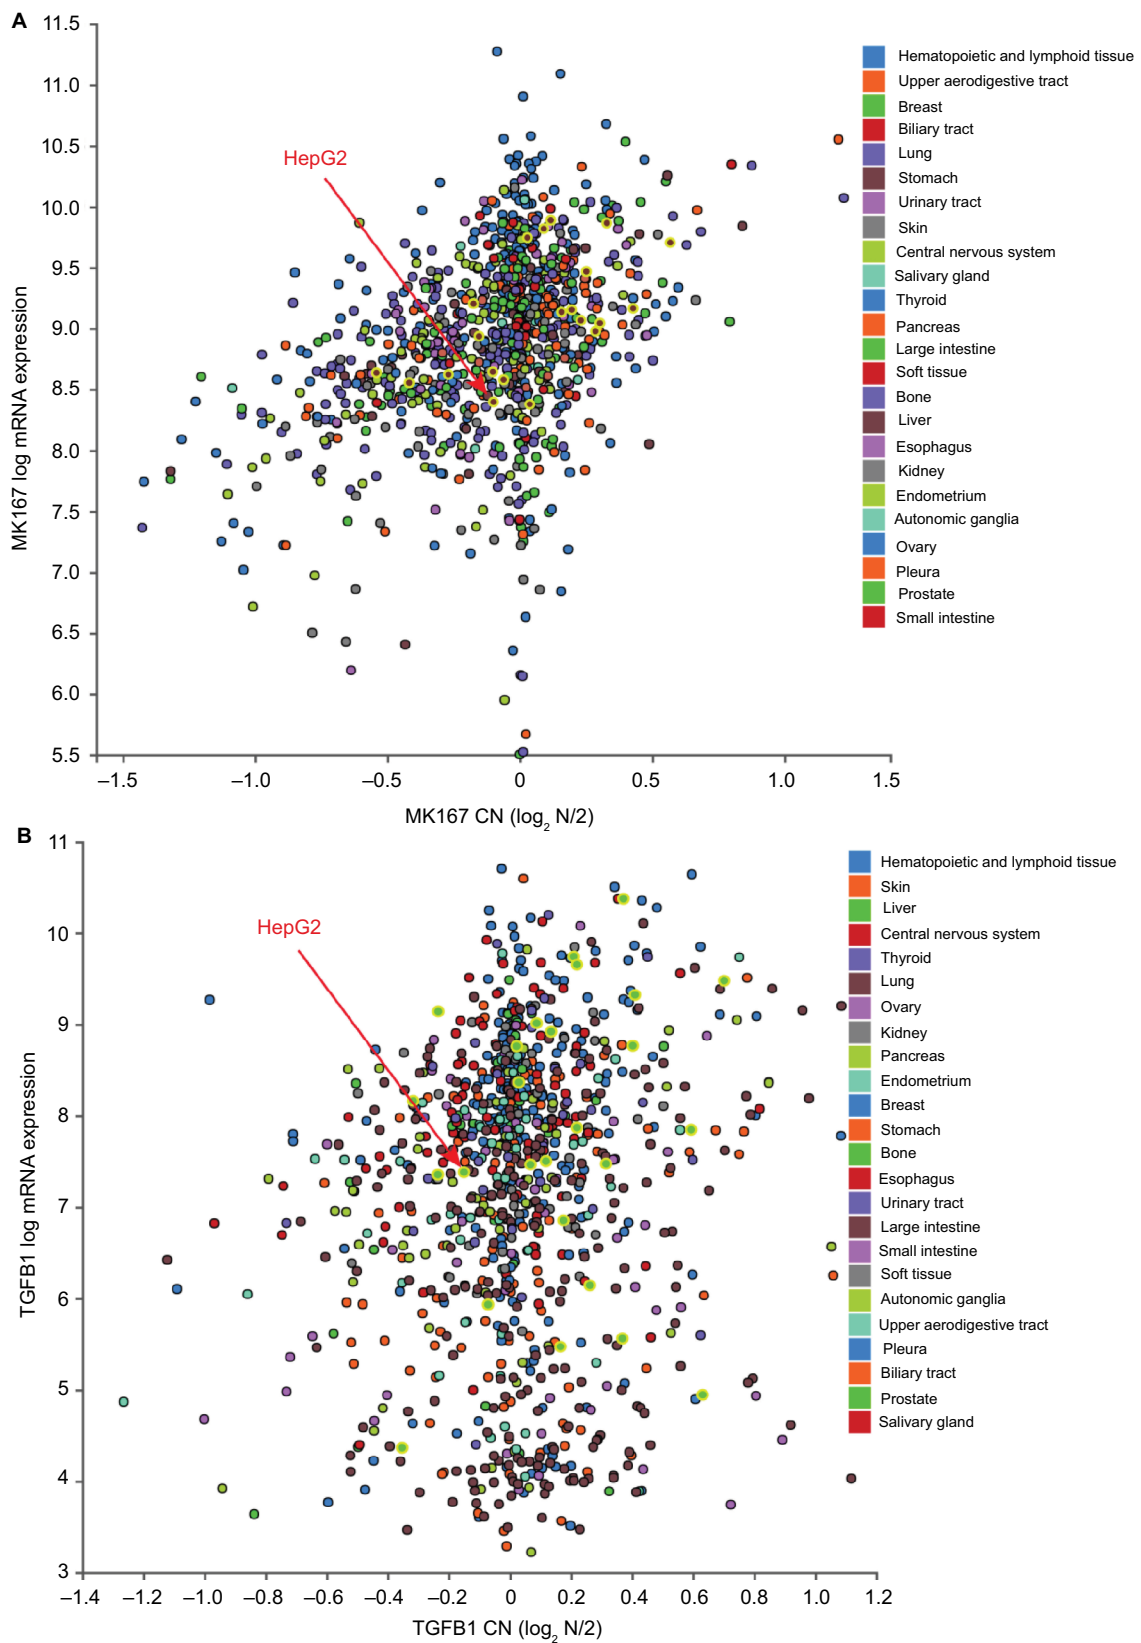 A
11.5
11.0
10.5
10.0
9.5
9.0
8.5
8.0
7.5
7.0
6.5
6.0
5.5
MK167 log mRNA expression
HepG2
–1.5
–1.0
–0.5
0
0.5
1.0
1.5
MK167 CN (log2 N/2)
Hematopoietic and lymphoid tissue
Upper aerodigestive tract
Breast
Biliary tract
Lung
Stomach
Urinary tract
Skin
Central nervous system
Salivary gland
Thyroid
Pancreas
Large intestine
Soft tissue
Bone
Liver
Esophagus
Kidney
Endometrium
Autonomic ganglia
Ovary
Pleura
Prostate
Small intestine
B
11
10
9
8
7
6
5
4
3
TGFB1 log mRNA expression
HepG2
–1.4
–1.2
–1.0
–0.8
–0.6
–0.4
–0.2
0
0.2
0.4
0.6
0.8
1.0
1.2
TGFB1 CN (log2 N/2)
Hematopoietic and lymphoid tissue
Skin
Liver
Central nervous system
Thyroid
Lung
Ovary
Kidney
Pancreas
Endometrium
Breast
Stomach
Bone
Esophagus
Urinary tract
Large intestine
Small intestine
Soft tissue
Autonomic ganglia
Upper aerodigestive tract
Pleura
Biliary tract
Prostate
Salivary gland